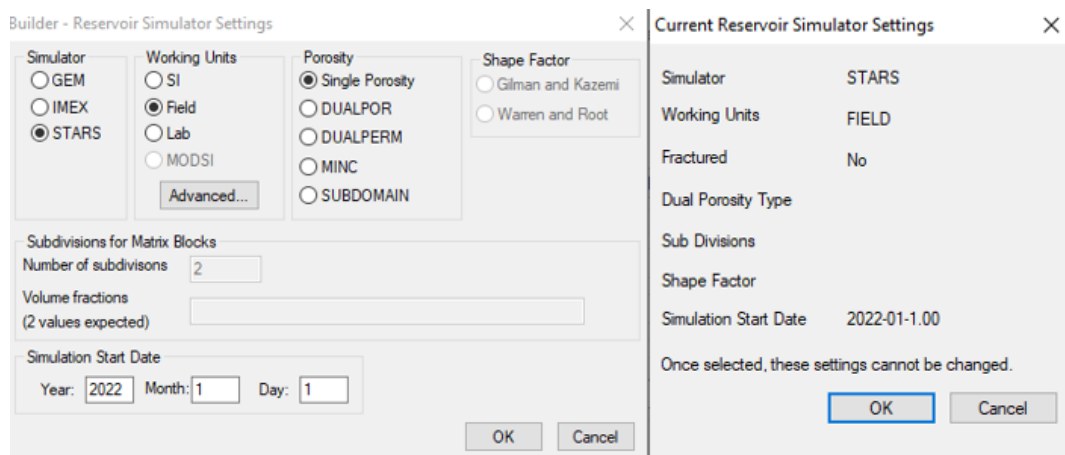 Builder - Reservoir Simulator Settings
Simulator
GEM
IMEX
STARS
Working Units
SI
Field
Lab
MODSI
Advanced...
Porosity
Single Porosity
DUALPOR
DUALPERM
MINC
SUBDOMAIN
Shape Factor
Gilman and Kazemi
Warren and Root
Subdivisions for Matrix Blocks
Number of subdivisons 2
Volume fractions
(2 values expected)
Simulation Start Date
Year: 2022 Month: 1 Day: 1
OK Cancel
Current Reservoir Simulator Settings
Simulator STARS
Working Units FIELD
Fractured No
Dual Porosity Type
Sub Divisions
Shape Factor
Simulation Start Date 2022-01-1.00
Once selected, these settings cannot be changed.
OK Cancel